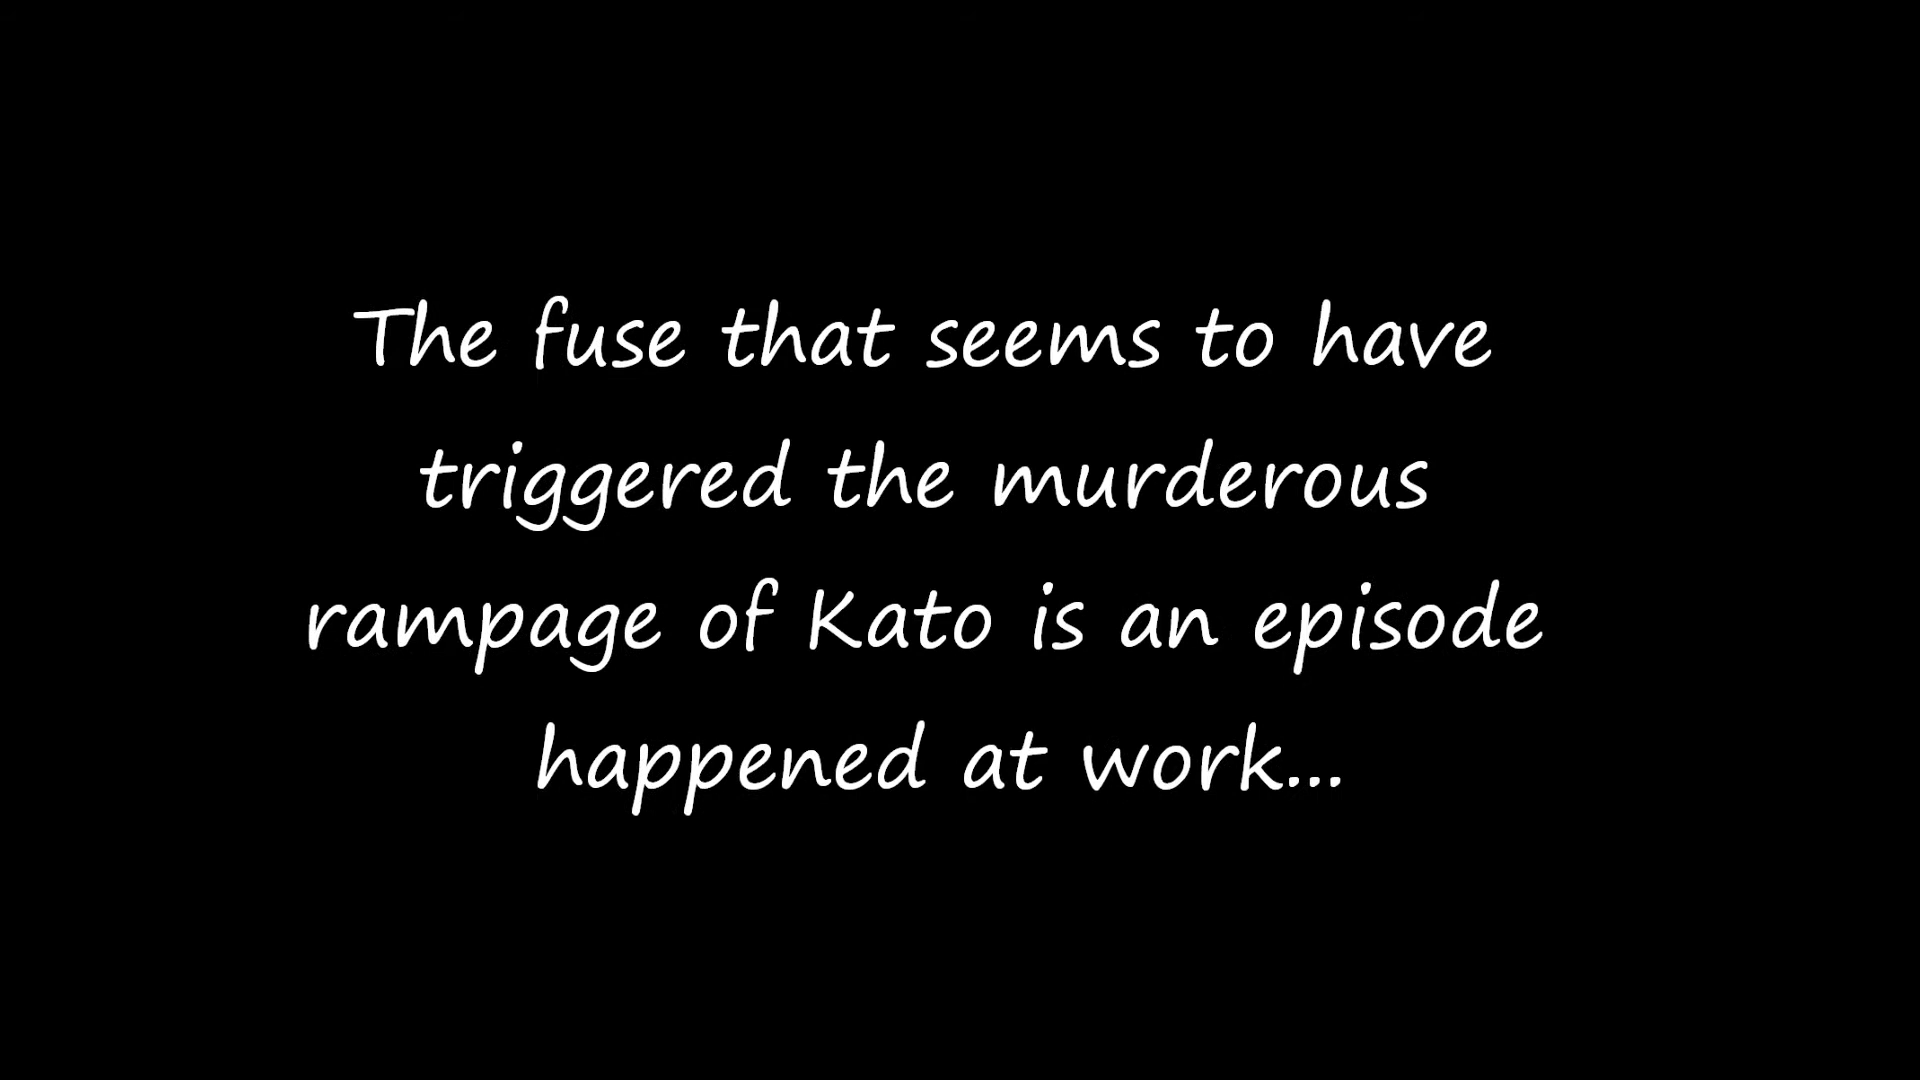 The fuse that seems to have
triggered the murderous
rampage of Kato is an episode
happened at work...